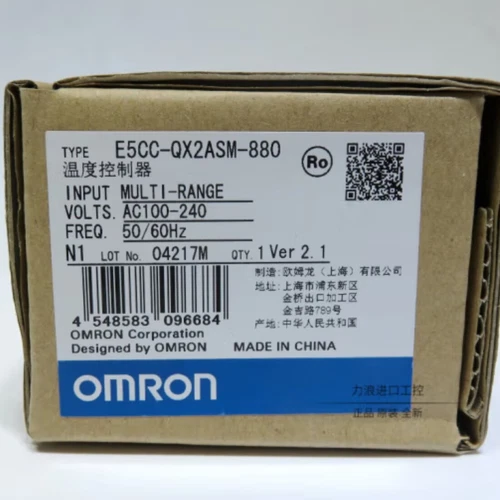 TYPE E5CC-QX2ASM-880
温度控制器
Ro
INPUT MULTI-RANGE
VOLTS. AC100-240
FREQ. 50/60Hz
N1 LOT No. 04217M QTY. 1 Ver 2.1
制造: 欧姆龙（上海）有限公司
地址: 上海市浦东新区
金桥出口加工区
金吉路789号
产地: 中华人民共和国
4 548583 096684
OMRON Corporation
Designed by OMRON MADE IN CHINA
OMRON
力浪进口工控
正品 原装 全新